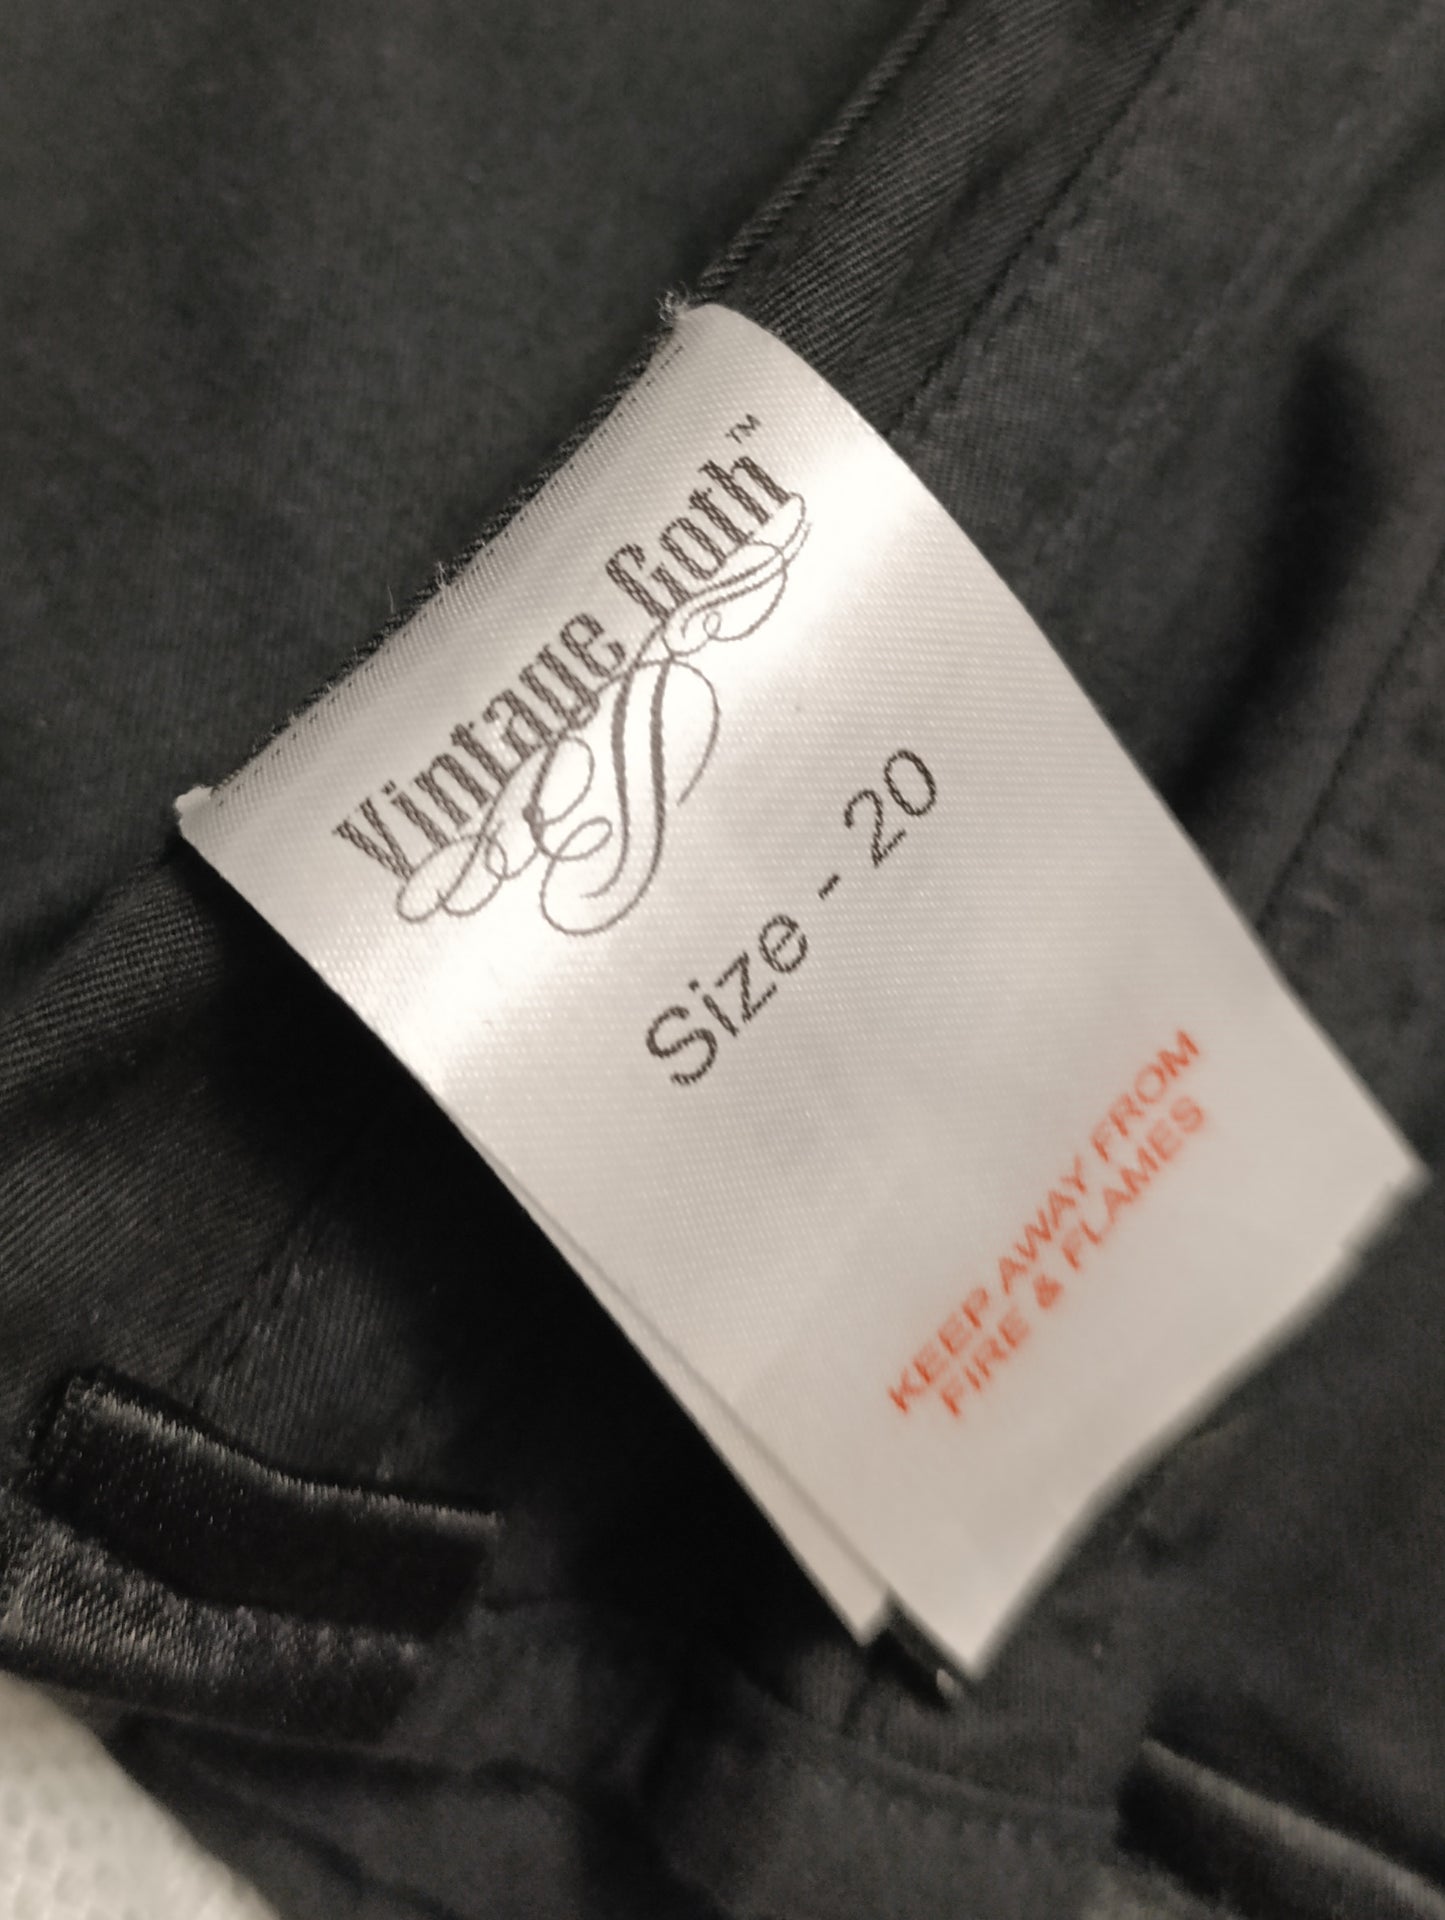 Vintage Goth™
Size - 20
KEEP AWAY FROM
FIRE & FLAMES